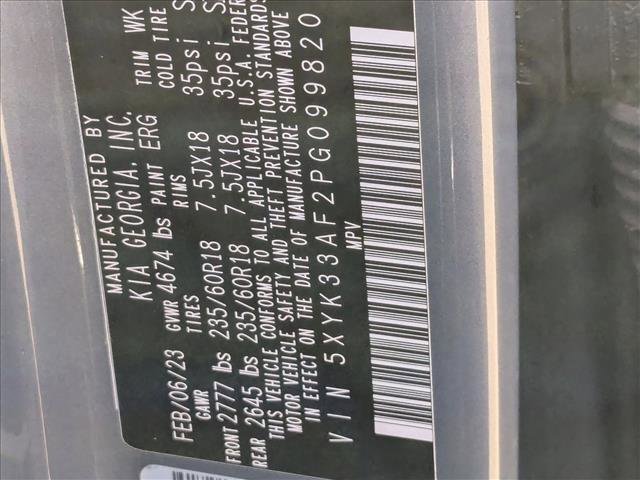 MANUFACTURED BY
KIA GEORGIA, INC.
FEB/06/23 GVWR 4674 lbs PAINT ERG TRIM WK
GAWR TIRES RIMS COLD TIRE
FRONT 2777 lbs 235/60R18 7.5JX18 35psi
REAR 2645 lbs 235/60R18 7.5JX18 35psi
THIS VEHICLE CONFORMS TO ALL APPLICABLE U.S.A. FEDER
MOTOR VEHICLE SAFETY AND THEFT PREVENTION STANDARDS
IN EFFECT ON THE DATE OF MANUFACTURE SHOWN ABOVE
VIN 5XYK33AF2PG099820
MPV